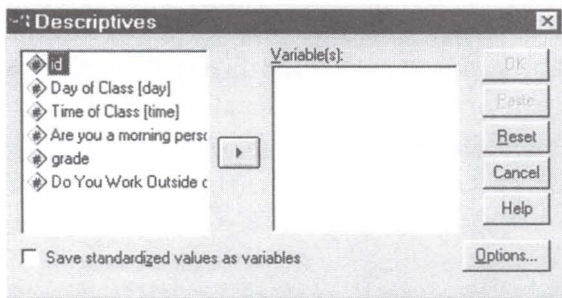 Descriptives
id
Day of Class [day]
Time of Class [time]
Are you a morning persc
grade
Do You Work Outside c
Variable(s):
OK
Paste
Reset
Cancel
Help
Save standardized values as variables
Options...